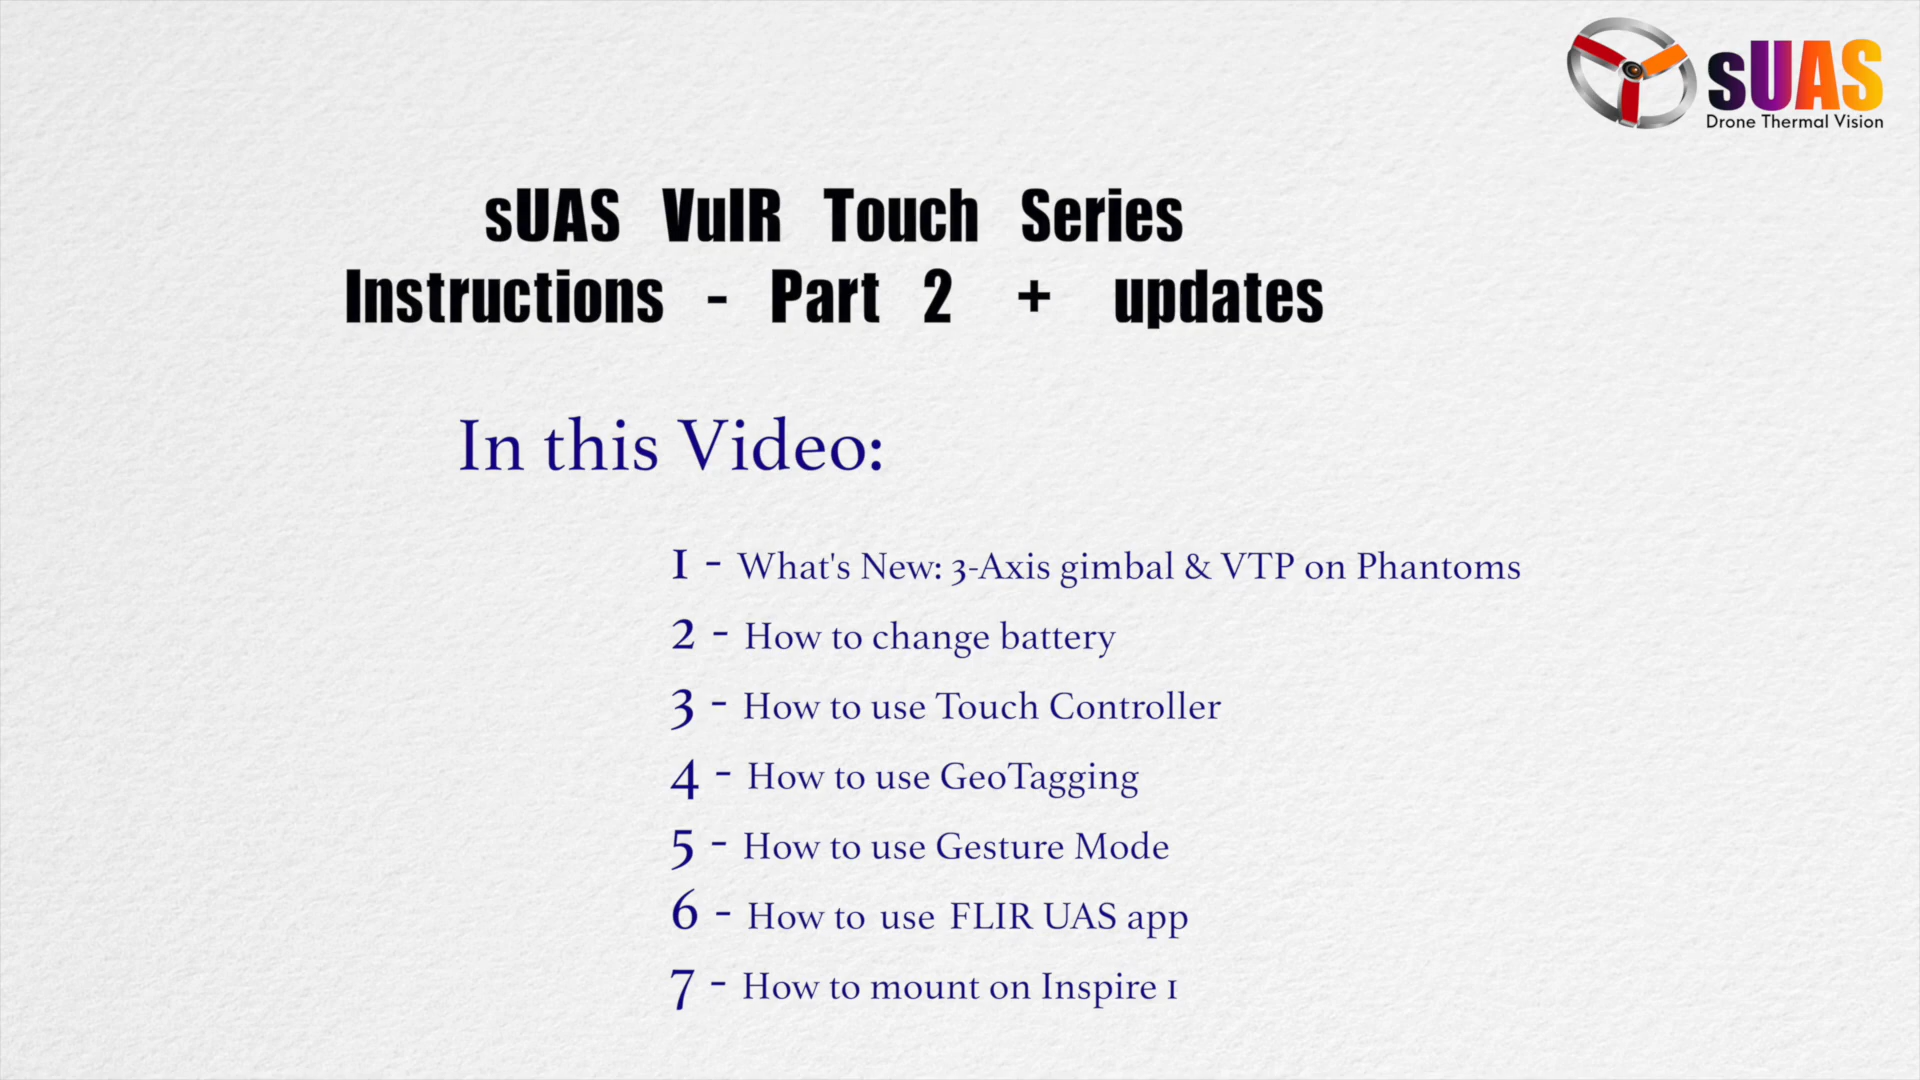 sUAS
Drone Thermal Vision
sUAS VuIR Touch Series
Instructions - Part 2 + updates
In this Video:
1 - What's New: 3-Axis gimbal & VTP on Phantoms
2 - How to change battery
3 - How to use Touch Controller
4 - How to use GeoTagging
5 - How to use Gesture Mode
6 - How to use FLIR UAS app
7 - How to mount on Inspire 1